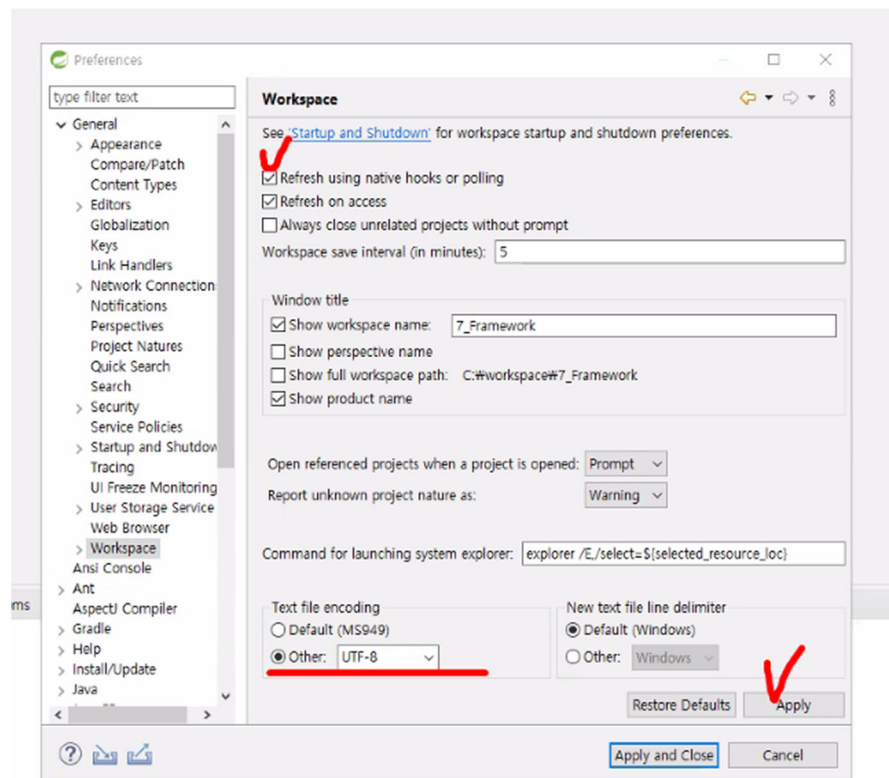 Preferences
type filter text
Workspace
General
Appearance
Compare/Patch
Content Types
Editors
Globalization
Keys
Link Handlers
Network Connection
Notifications
Perspectives
Project Natures
Quick Search
Search
Security
Service Policies
Startup and Shutdow
Tracing
UI Freeze Monitoring
User Storage Service
Web Browser
Workspace
Ansi Console
Ant
AspectJ Compiler
Gradle
Help
Install/Update
Java
See 'Startup and Shutdown' for workspace startup and shutdown preferences.
Refresh using native hooks or polling
Refresh on access
Always close unrelated projects without prompt
Workspace save interval (in minutes): 5
Window title
Show workspace name: 7_Framework
Show perspective name
Show full workspace path: C:₩workspace₩7_Framework
Show product name
Open referenced projects when a project is opened: Prompt
Report unknown project nature as: Warning
Command for launching system explorer: explorer /E,/select=${selected_resource_loc}
Text file encoding
Default (MS949)
Other: UTF-8
New text file line delimiter
Default (Windows)
Other: Windows
Restore Defaults Apply
Apply and Close Cancel
ms